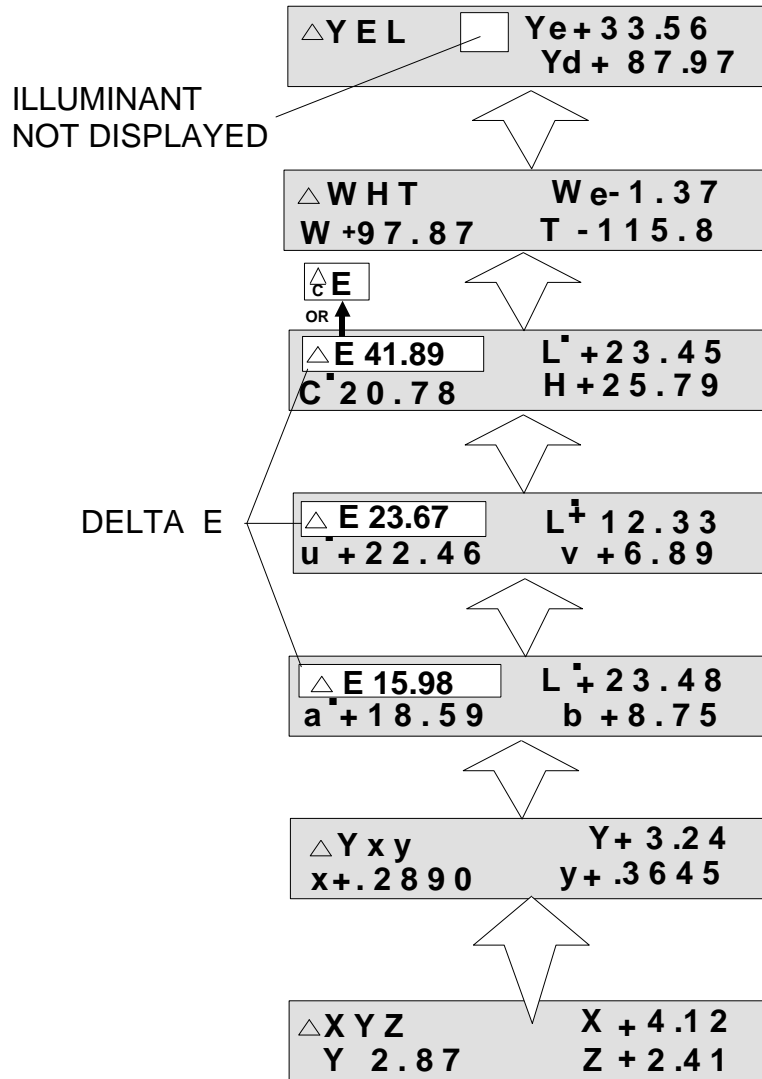 △YEL Ye+33.56
Yd+ 87.97
ILLUMINANT
NOT DISPLAYED
△WHT We-1.37
W +97.87 T -115.8
△
C E
OR
△ E 41.89 L▪ +23.45
C▪20.78 H+25.79
DELTA E
△ E 23.67 L▪+ 12.33
u▪+22.46 v +6.89
△ E 15.98 L▪+23.48
a▪+18.59 b +8.75
△Yxy Y+ 3.24
x+.2890 y+ .3645
△XYZ X +4.12
Y 2.87 Z +2.41